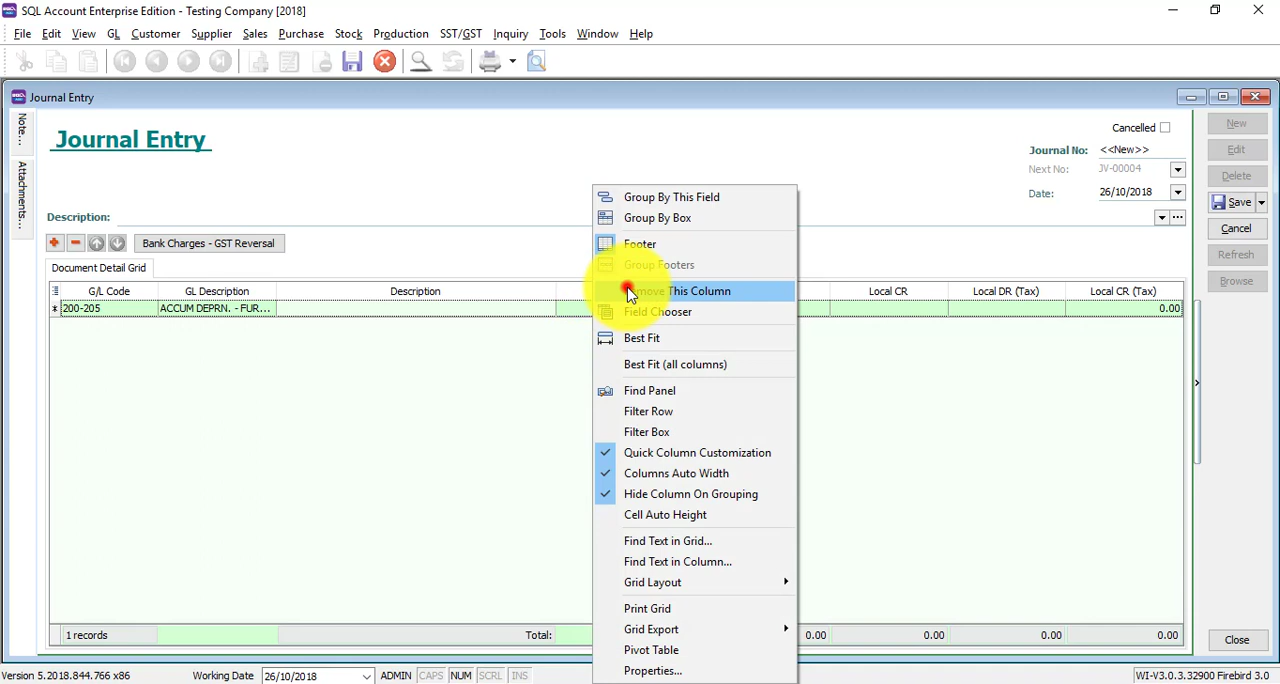 SQL Account Enterprise Edition - Testing Company [2018]
File Edit View GL Customer Supplier Sales Purchase Stock Production SST/GST Inquiry Tools Window Help
Journal Entry
Note...
Attachments...
Journal Entry
Cancelled
Journal No: <<New>>
Next No: JV-00004
Date: 26/10/2018
Description:
Bank Charges - GST Reversal
Document Detail Grid
G/L Code GL Description Description Local CR Local DR (Tax) Local CR (Tax)
200-205 ACCUM DEPRN. - FUR... 0.00
1 records Total: 0.00 0.00 0.00 0.00
Group By This Field
Group By Box
Footer
Group Footers
This Column
Field Chooser
Best Fit
Best Fit (all columns)
Find Panel
Filter Row
Filter Box
Quick Column Customization
Columns Auto Width
Hide Column On Grouping
Cell Auto Height
Find Text in Grid...
Find Text in Column...
Grid Layout
Print Grid
Grid Export
Pivot Table
Properties...
New
Edit
Delete
Save
Cancel
Refresh
Browse
Close
Version 5.2018.844.766 x86 Working Date 26/10/2018 ADMIN CAPS NUM SCRL INS WI-V3.0.3.32900 Firebird 3.0